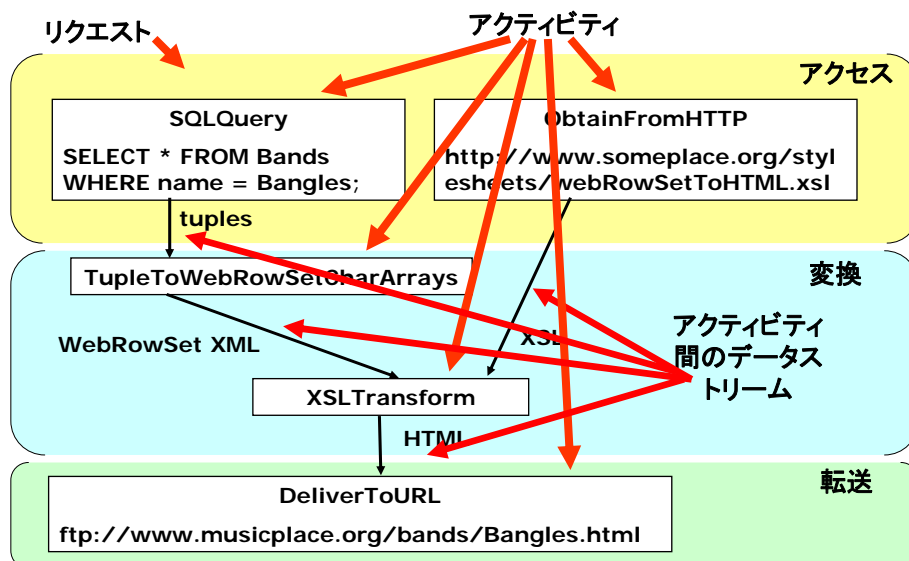 リクエスト
アクティビティ
アクセス
SQLQuery
SELECT * FROM Bands
WHERE name = Bangles;
ObtainFromHTTP
http://www.someplace.org/styl
esheets/webRowSetToHTML.xsl
tuples
変換
TupleToWebRowSetCharArrays
WebRowSet XML
XSL
アクティビティ
間のデータス
トリーム
XSLTransform
HTML
転送
DeliverToURL
ftp://www.musicplace.org/bands/Bangles.html